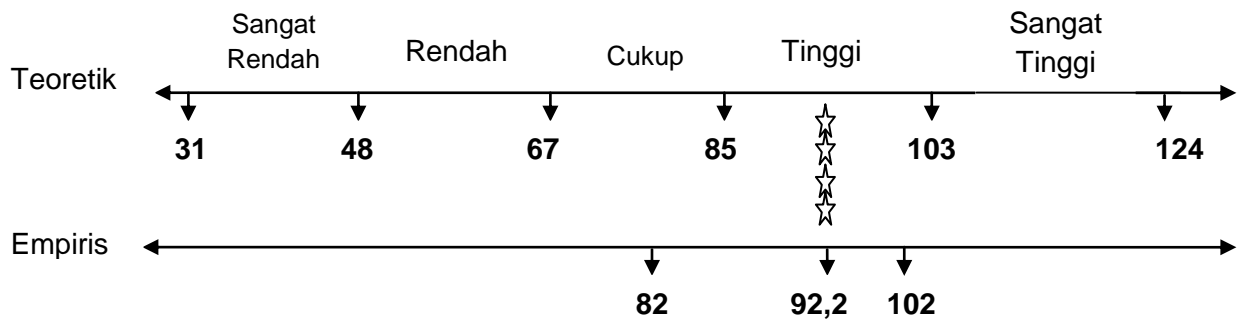 Sangat
Rendah
Rendah
Cukup
Tinggi
Sangat
Tinggi
Teoretik
31 48 67 85 103 124
Empiris
82 92,2 102